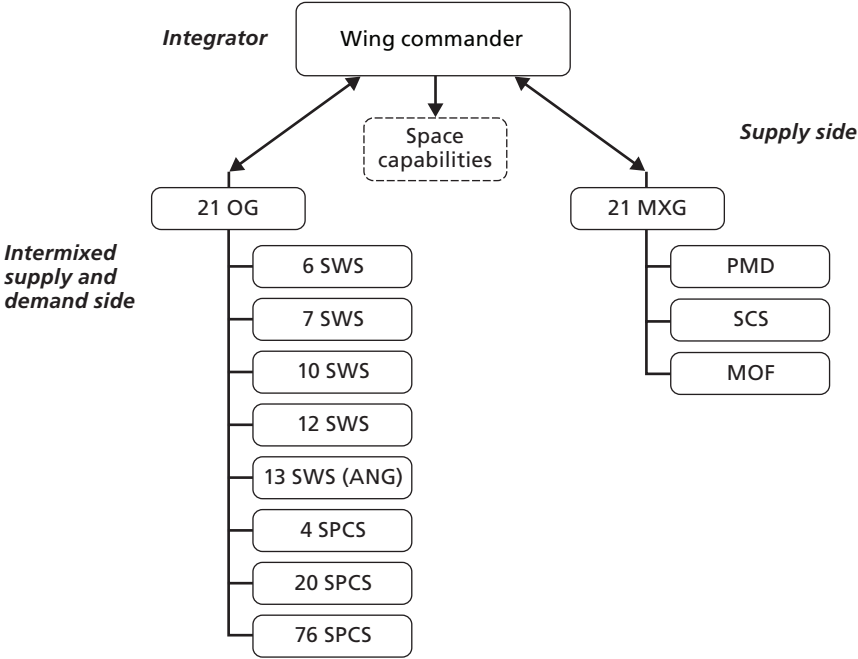 Integrator
Wing commander
Space
capabilities
Supply side
21 OG
21 MXG
Intermixed
supply and
demand side
6 SWS
7 SWS
10 SWS
12 SWS
13 SWS (ANG)
4 SPCS
20 SPCS
76 SPCS
PMD
SCS
MOF